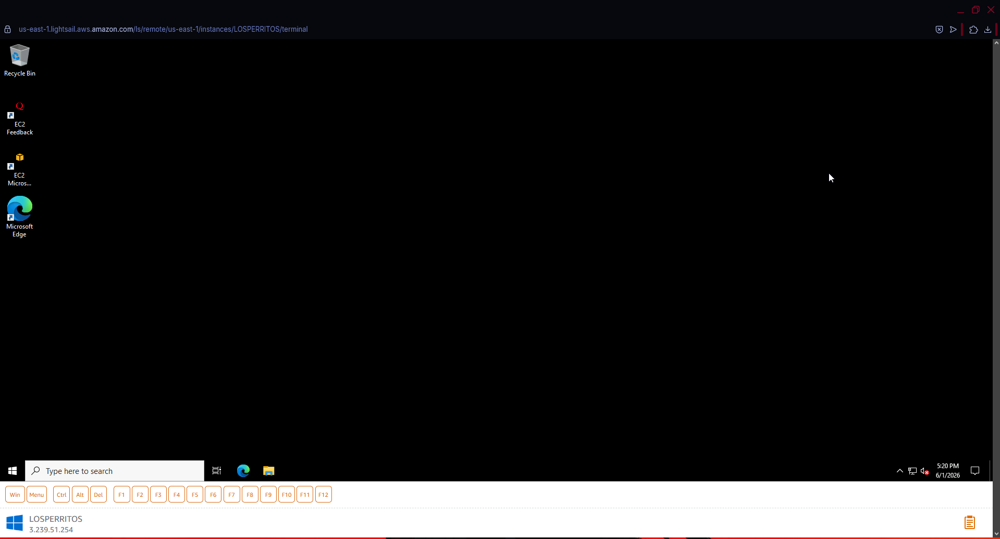 us-east-1.lightsail.aws.amazon.com/ls/remote/us-east-1/instances/LOSPERRITOS/terminal
Recycle Bin
Q
EC2
Feedback
EC2
Micros...
Microsoft
Edge
Type here to search
5:20 PM
6/1/2026
Win Menu Ctrl Alt Del F1 F2 F3 F4 F5 F6 F7 F8 F9 F10 F11 F12
LOSPERRITOS
3.239.51.254